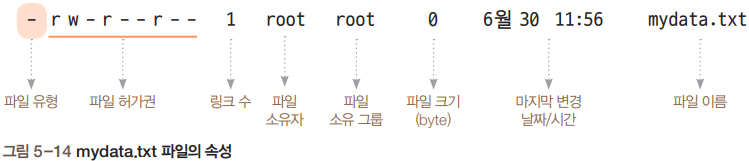 - rw-r--r-- 1 root root 0 6월 30 11:56 mydata.txt
파일 유형 파일 허가권 링크 수 파일 파일 파일 크기 마지막 변경 파일 이름
소유자 소유 그룹 (byte) 날짜/시간
그림 5-14 mydata.txt 파일의 속성